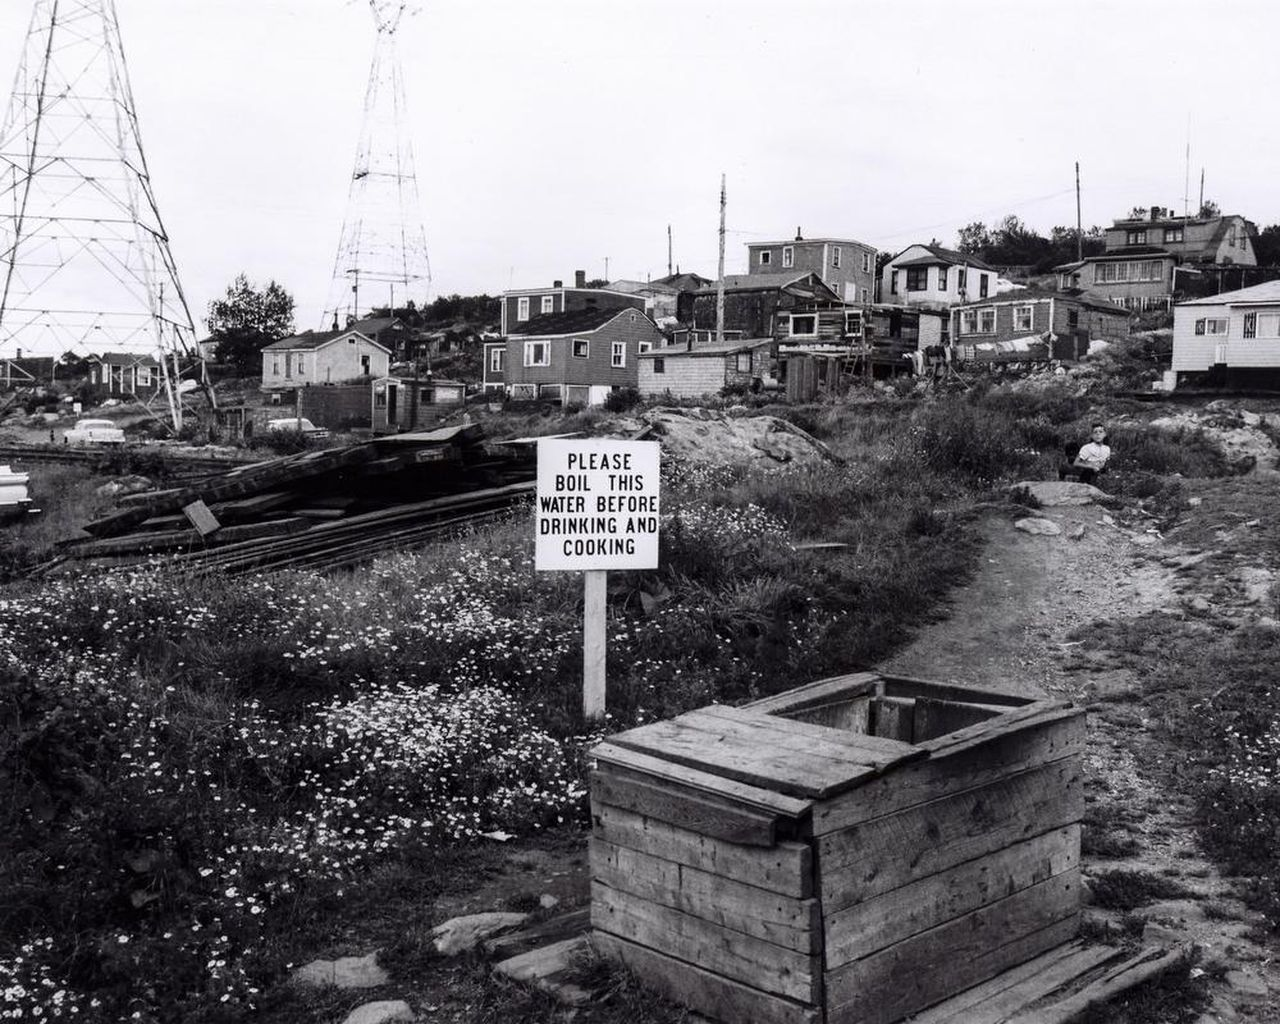 PLEASE
BOIL THIS
WATER BEFORE
DRINKING AND
COOKING